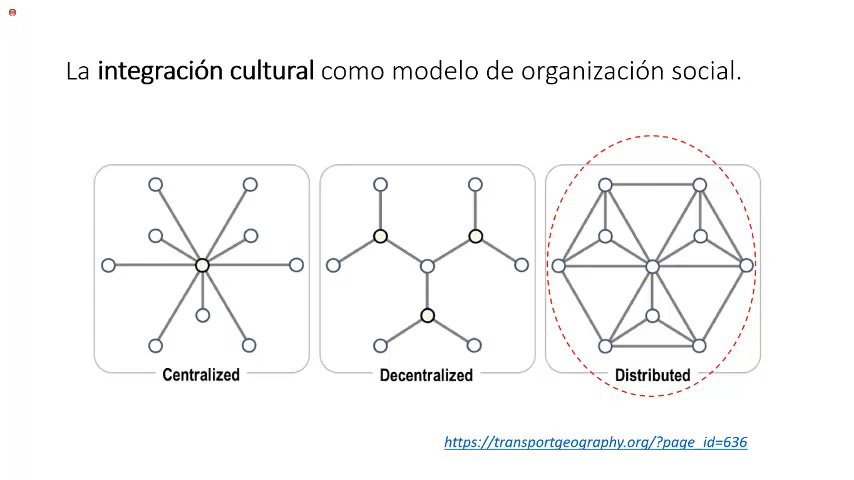 La integración cultural como modelo de organización social.
Centralized
Decentralized
Distributed
https://transportgeography.org/?page_id=636